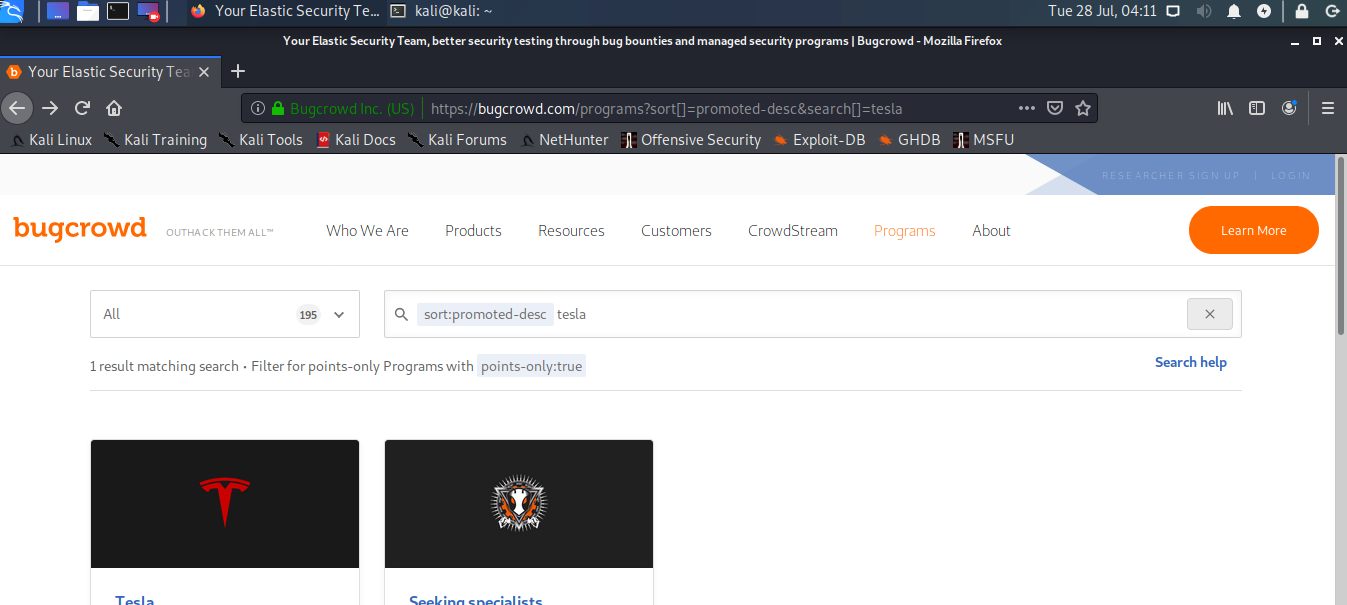 Your Elastic Security Te... kali@kali: ~ Tue 28 Jul, 04:11
Your Elastic Security Team, better security testing through bug bounties and managed security programs | Bugcrowd - Mozilla Firefox
Your Elastic Security Tea
Bugcrowd Inc. (US) https://bugcrowd.com/programs?sort[]=promoted-desc&search[]=tesla
Kali Linux Kali Training Kali Tools Kali Docs Kali Forums NetHunter Offensive Security Exploit-DB GHDB MSFU
RESEARCHER SIGN UP | LOGIN
bugcrowd OUTHACK THEM ALL™ Who We Are Products Resources Customers CrowdStream Programs About Learn More
All 195 sort:promoted-desc tesla
1 result matching search • Filter for points-only Programs with points-only:true Search help
Tesla Seeking specialists